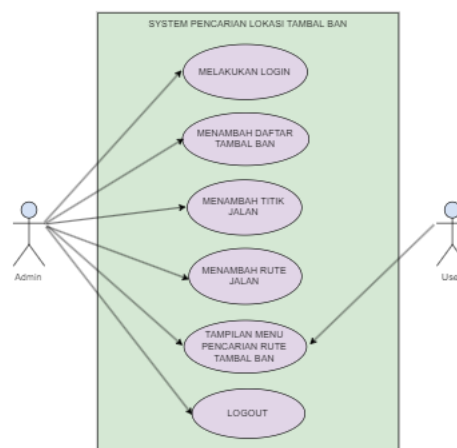 SYSTEM PENCARIAN LOKASI TAMBAL BAN
MELAKUKAN LOGIN
MENAMBAH DAFTAR
TAMBAL BAN
MENAMBAH TITIK
JALAN
MENAMBAH RUTE
JALAN
TAMPILAN MENU
PENCARIAN RUTE
TAMBAL BAN
LOGOUT
Admin
Use